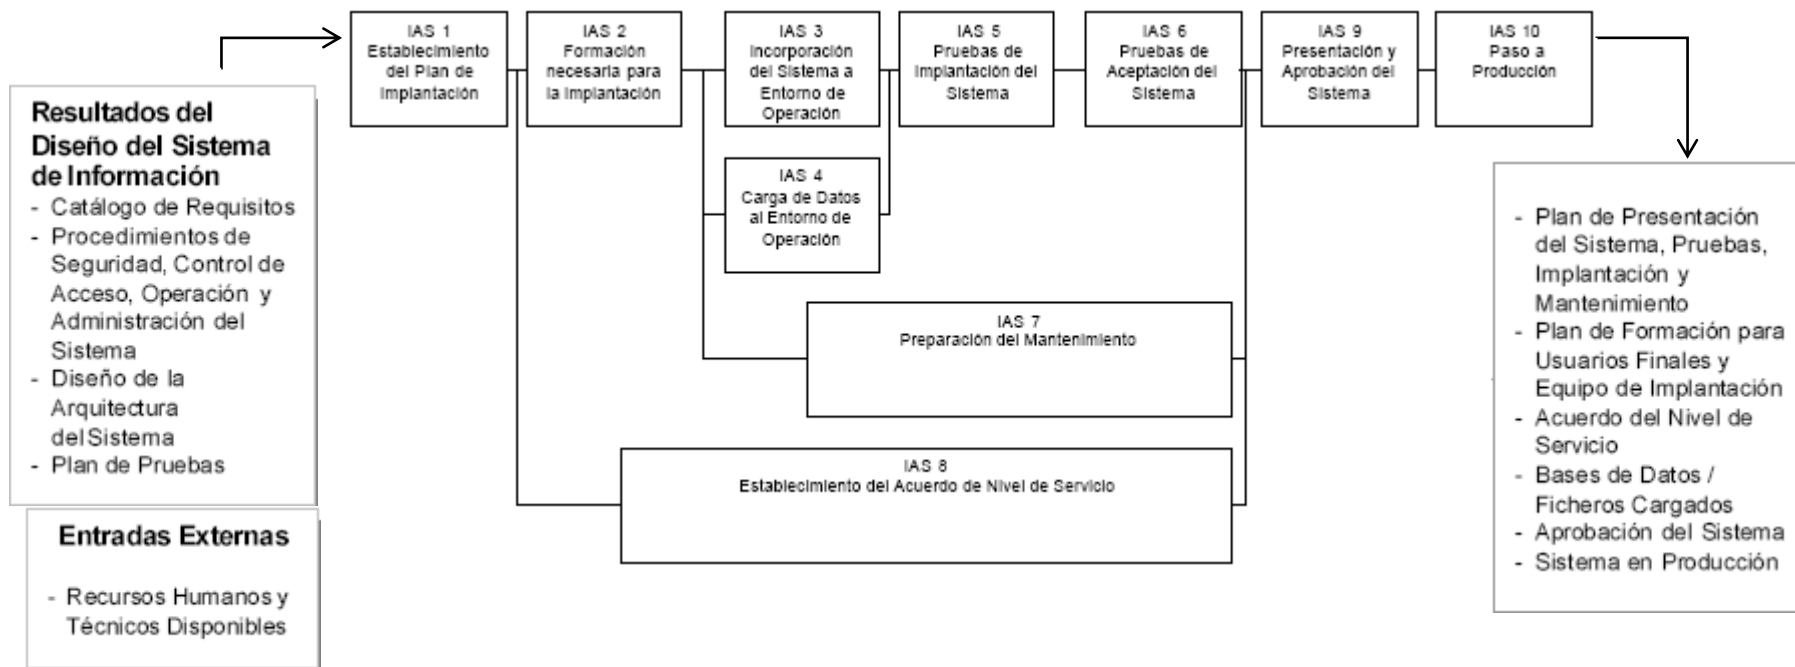 Resultados del
Diseño del Sistema
de Información
- Catálogo de Requisitos
- Procedimientos de
Seguridad, Control de
Acceso, Operación y
Administración del
Sistema
- Diseño de la
Arquitectura
del Sistema
- Plan de Pruebas
Entradas Externas
- Recursos Humanos y
Técnicos Disponibles
IAS 1
Establecimiento
del Plan de
Implantación
IAS 2
Formación
necesaria para
la Implantación
IAS 3
Incorporación
del Sistema a
Entorno de
Operación
IAS 4
Carga de Datos
al Entorno de
Operación
IAS 5
Pruebas de
Implantación del
Sistema
IAS 6
Pruebas de
Aceptación del
Sistema
IAS 7
Preparación del Mantenimiento
IAS 8
Establecimiento del Acuerdo de Nivel de Servicio
IAS 9
Presentación y
Aprobación del
Sistema
IAS 10
Paso a
Producción
- Plan de Presentación
del Sistema, Pruebas,
Implantación y
Mantenimiento
- Plan de Formación para
Usuarios Finales y
Equipo de Implantación
- Acuerdo del Nivel de
Servicio
- Bases de Datos /
Ficheros Cargados
- Aprobación del Sistema
- Sistema en Producción